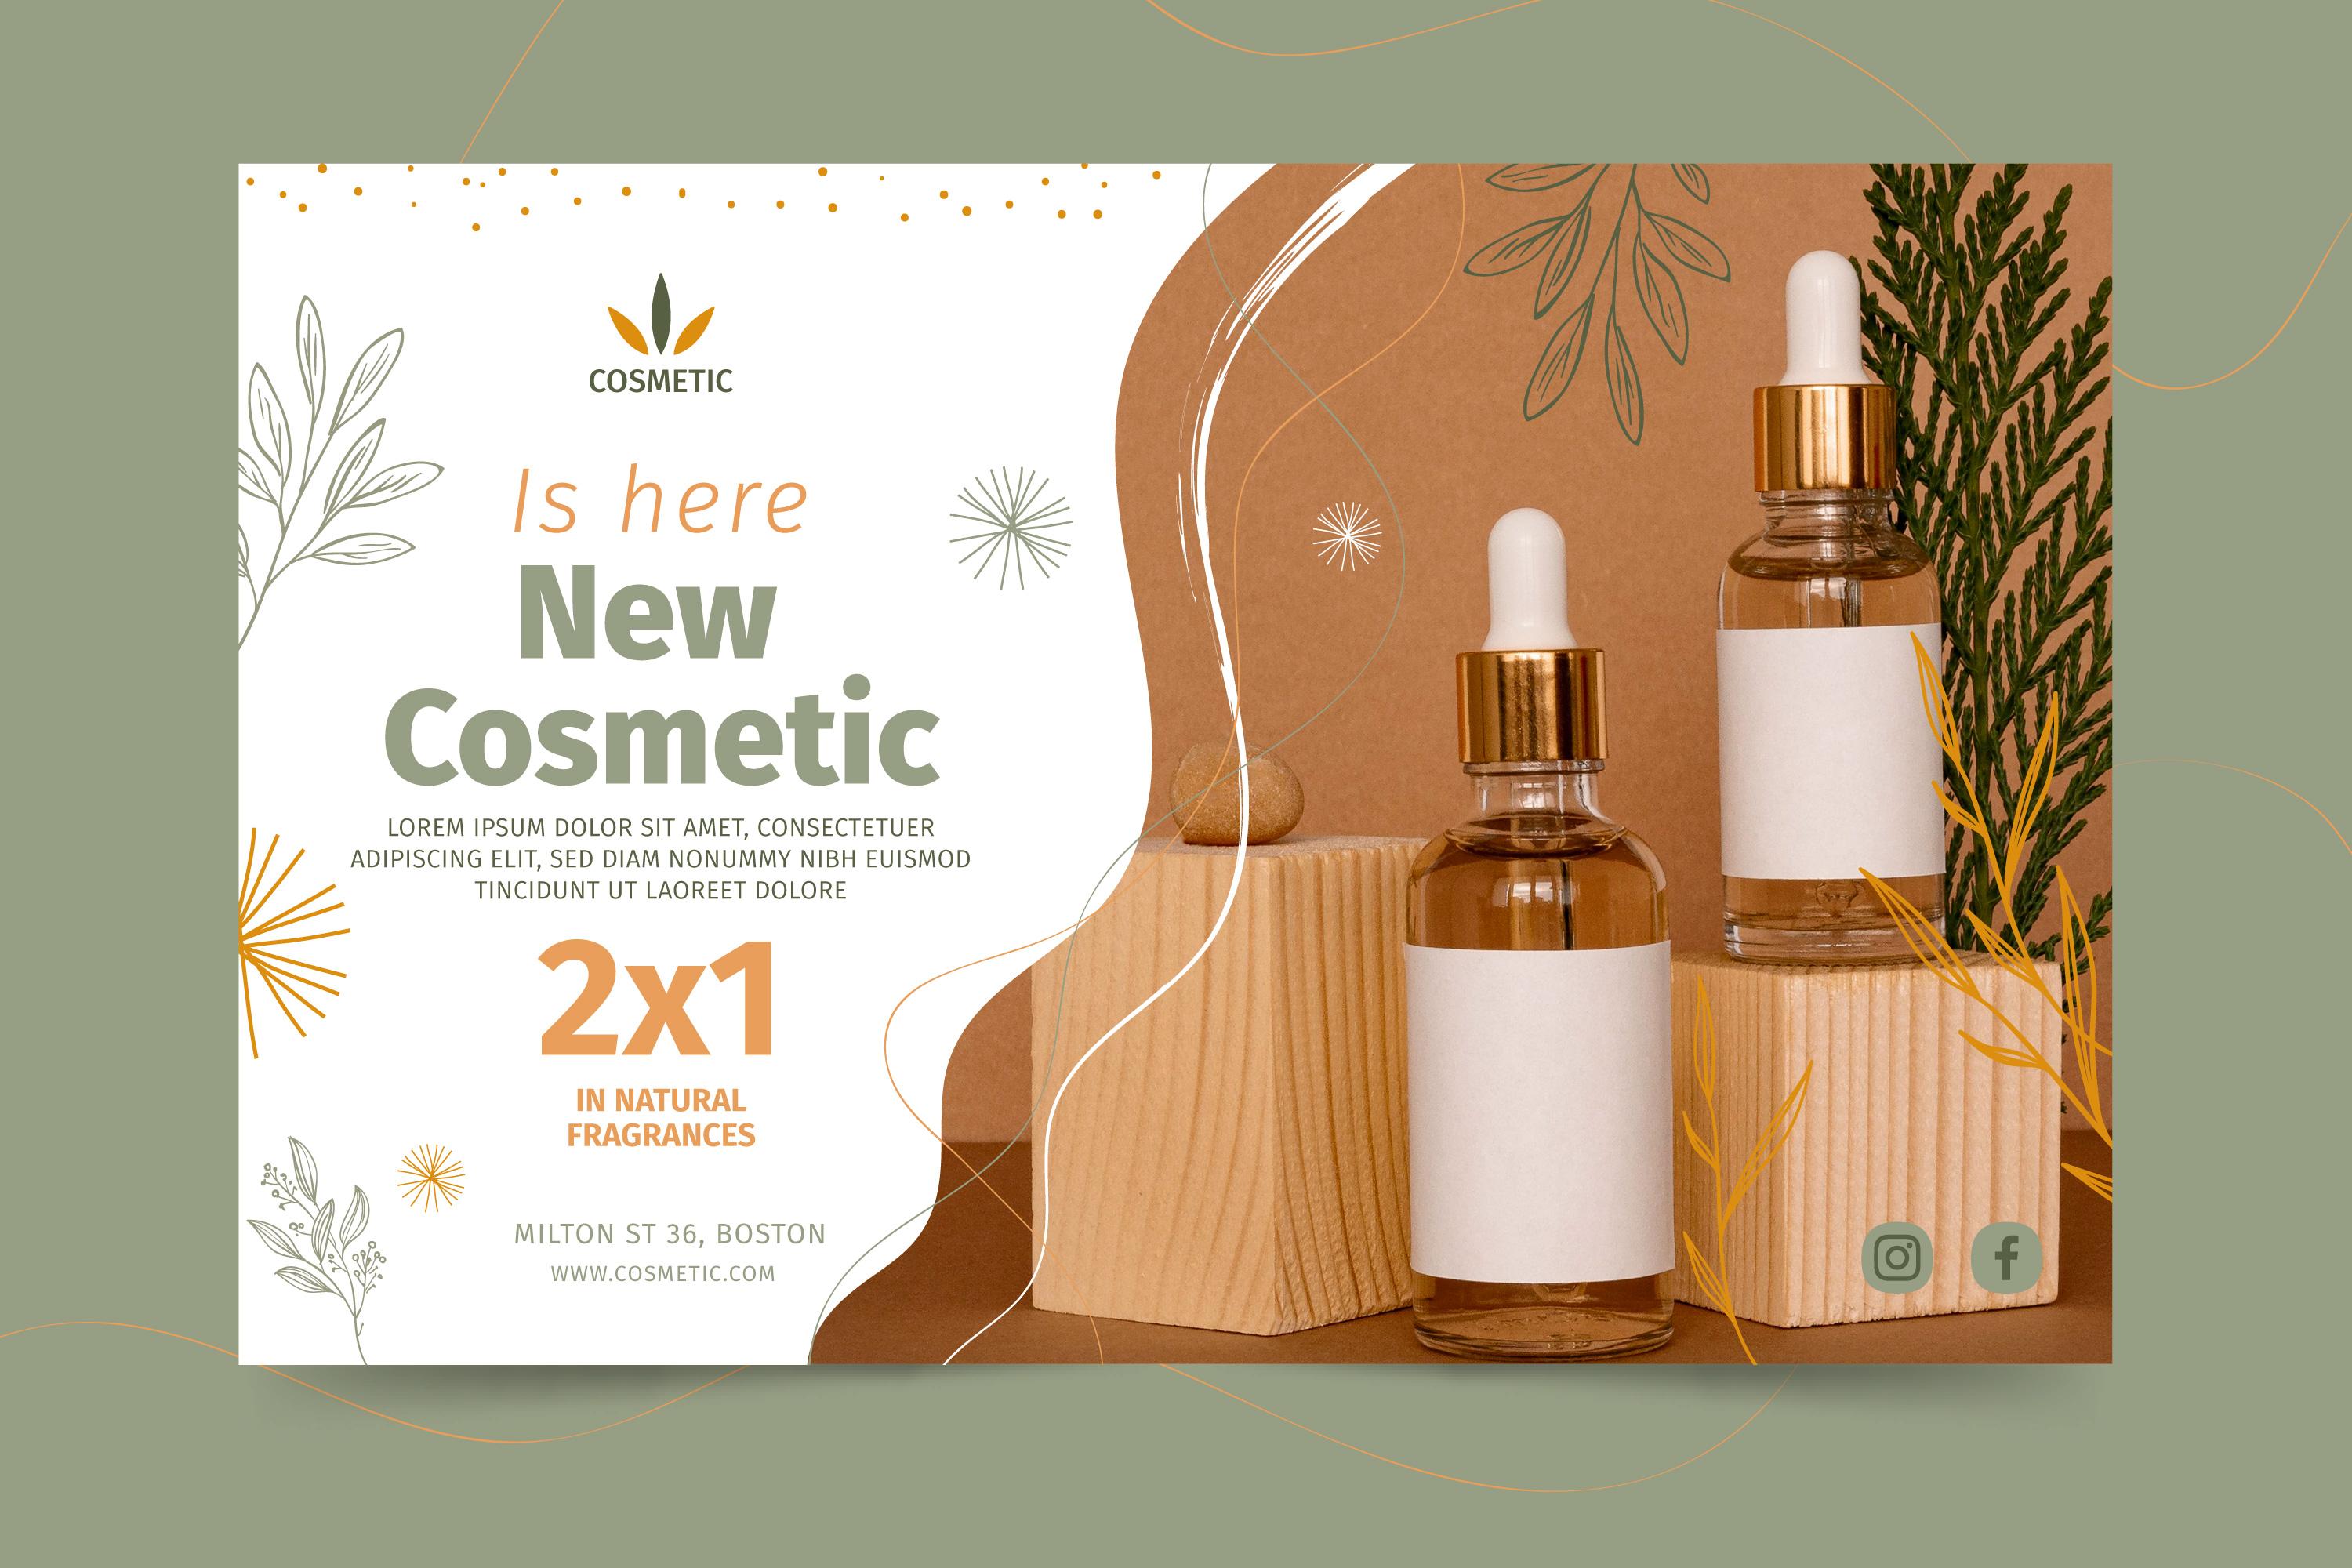 COSMETIC
Is here
New
Cosmetic
LOREM IPSUM DOLOR SIT AMET, CONSECTETUER
ADIPISCING ELIT, SED DIAM NONUMMY NIBH EUISMOD
TINCIDUNT UT LAOREET DOLORE
2x1
IN NATURAL
FRAGRANCES
MILTON ST 36, BOSTON
WWW.COSMETIC.COM